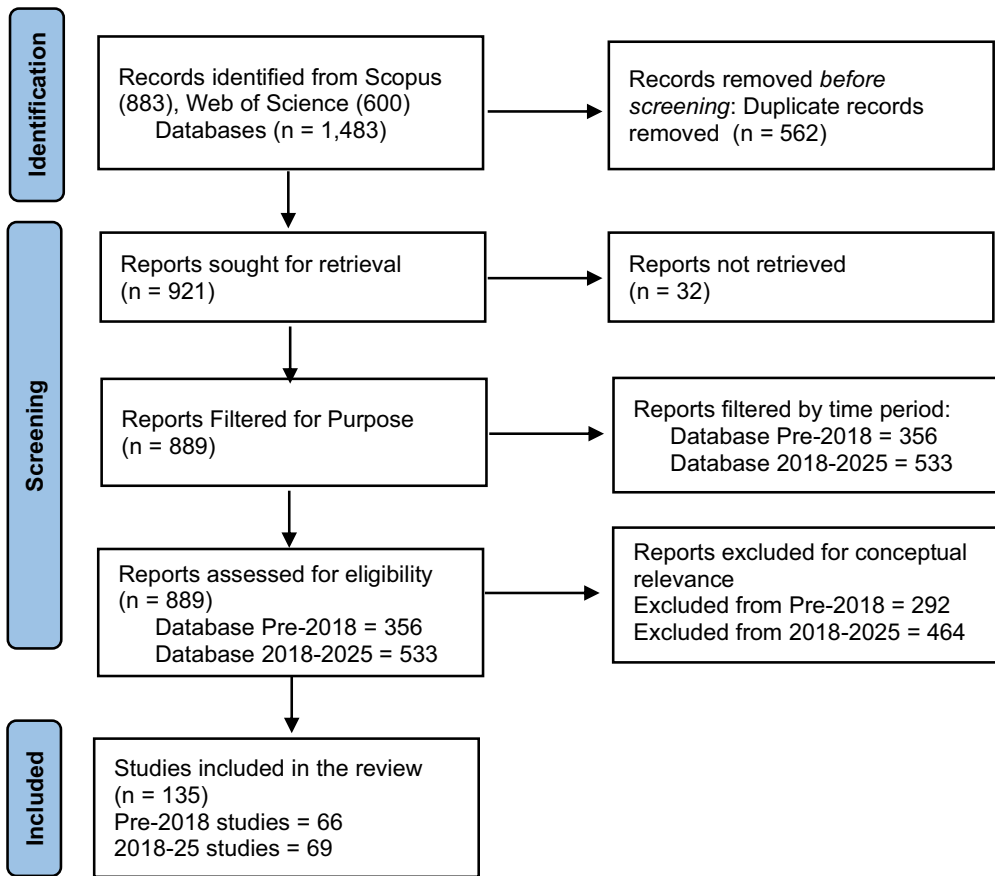 Identification
Records identified from Scopus
(883), Web of Science (600)
Databases (n = 1,483)
Records removed before
screening: Duplicate records
removed (n = 562)
Screening
Reports sought for retrieval
(n = 921)
Reports not retrieved
(n = 32)
Reports Filtered for Purpose
(n = 889)
Reports filtered by time period:
Database Pre-2018 = 356
Database 2018-2025 = 533
Reports assessed for eligibility
(n = 889)
Database Pre-2018 = 356
Database 2018-2025 = 533
Reports excluded for conceptual
relevance
Excluded from Pre-2018 = 292
Excluded from 2018-2025 = 464
Included
Studies included in the review
(n = 135)
Pre-2018 studies = 66
2018-25 studies = 69